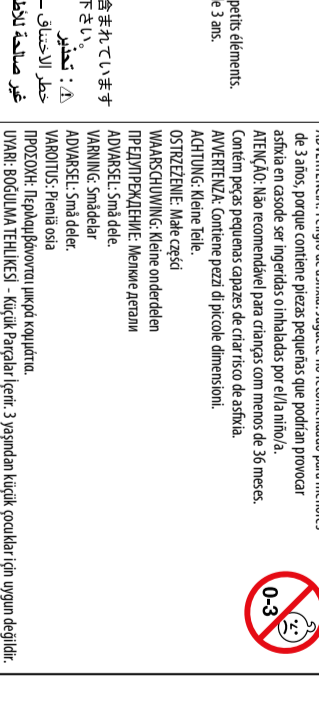 petits éléments.
e 3 ans.
含まれています
下さい。
⚠ : تحذير
خطر الاختناق –
غير صالحة للأط
de 3 años, porque contiene piezas pequeñas que podrían provocar
asfixia en casode ser ingeridas o inhaladas por el/la niño/a.
ATENÇÃO: Não recomendável para crianças com menos de 36 meses.
Contém peças pequenas capazes de criar risco de asfixia.
AVVERTENZA: Contiene pezzi di piccole dimensioni.
ACHTUNG: Kleine Teile.
OSTRZEŻENIE: Małe części
WAARSCHUWING: Kleine onderdelen
ПРЕДУПРЕЖДЕНИЕ: Мелкие детали
ADVARSEL: Små dele.
VARNING: Smådelar
ADVARSEL: Små deler.
VAROITUS: Pieniä osia
ΠΡΟΣΟΧΗ: Περιλαμβάνονται μικρά κομμάτια.
UYARI: BOĞULMA TEHLİKESİ - Küçük Parçalar İçerir. 3 yaşından küçük çocuklar için uygun değildir.
0-3